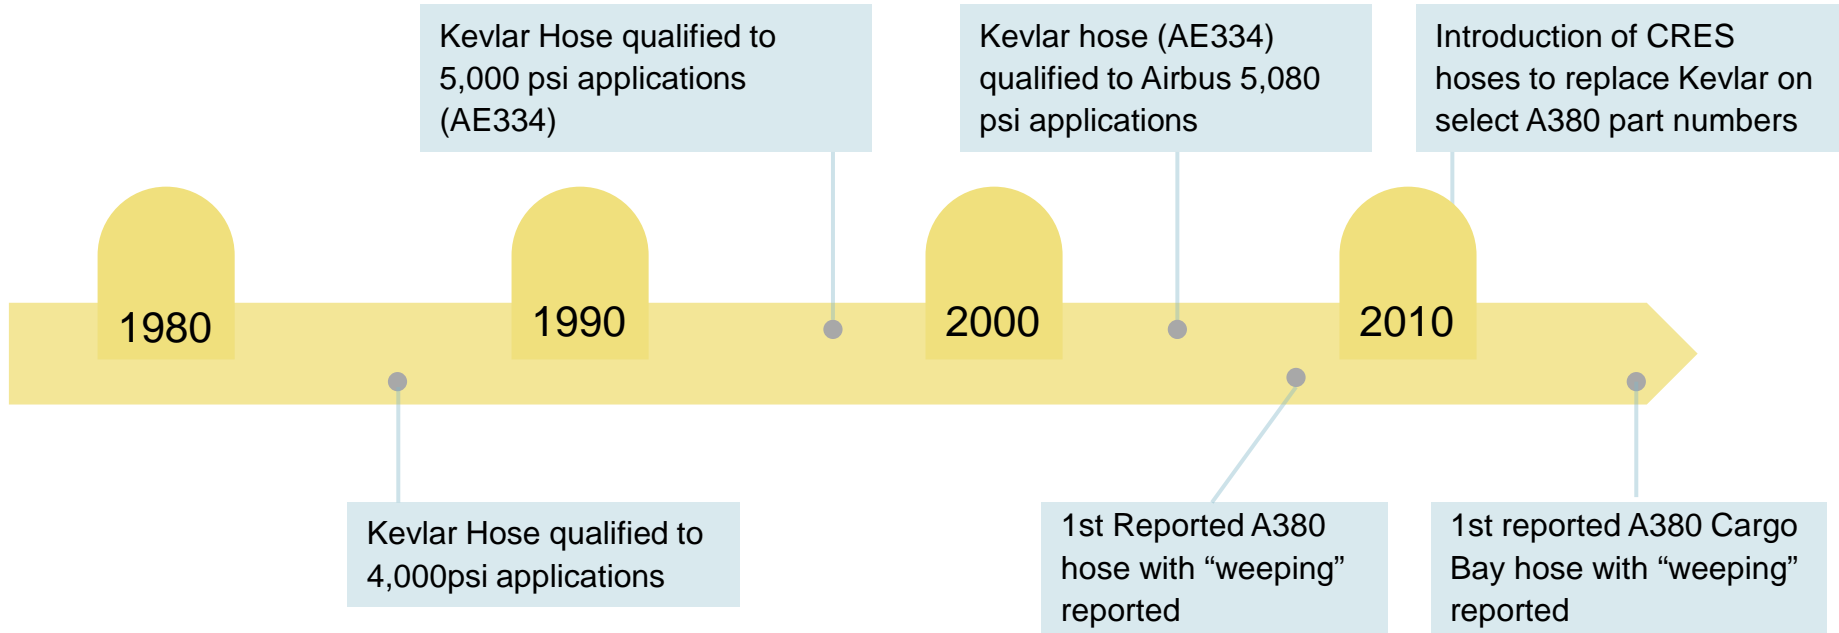 Kevlar Hose qualified to
5,000 psi applications
(AE334)
Kevlar hose (AE334)
qualified to Airbus 5,080
psi applications
Introduction of CRES
hoses to replace Kevlar on
select A380 part numbers
1980
1990
2000
2010
Kevlar Hose qualified to
4,000psi applications
1st Reported A380
hose with “weeping”
reported
1st reported A380 Cargo
Bay hose with “weeping”
reported